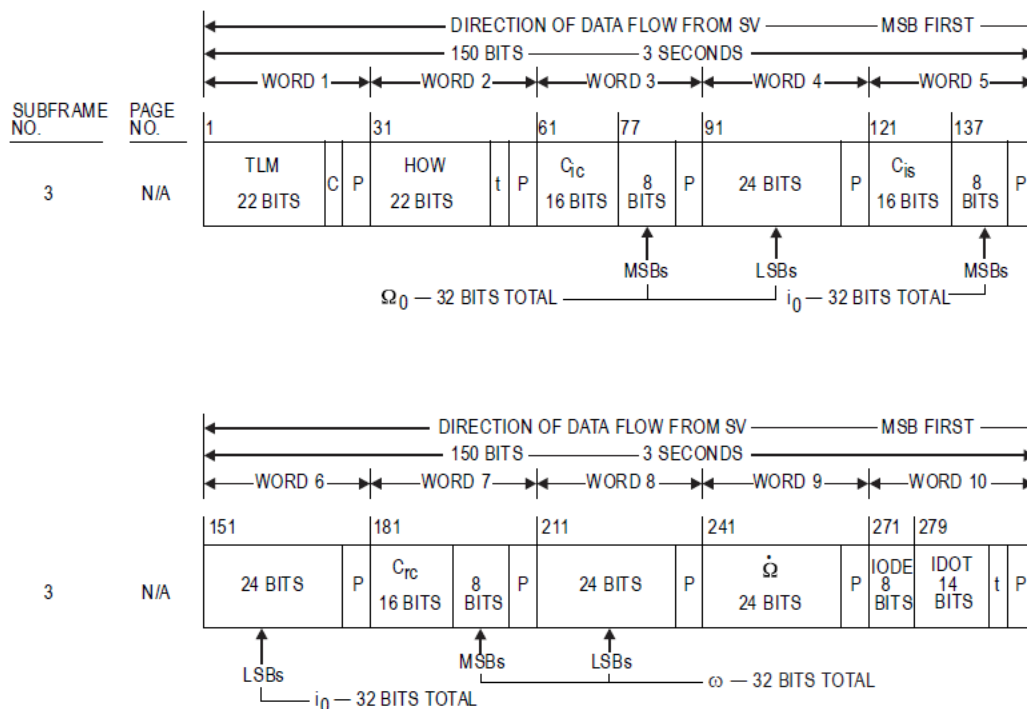 DIRECTION OF DATA FLOW FROM SV MSB FIRST
150 BITS 3 SECONDS
WORD 1 WORD 2 WORD 3 WORD 4 WORD 5
SUBFRAME NO. PAGE NO.
1 31 61 77 91 121 137
3 N/A
TLM 22 BITS C P
HOW 22 BITS t P
Cic 16 BITS 8 BITS P
24 BITS P
Cis 16 BITS 8 BITS P
MSBs LSBs MSBs
Ω0 — 32 BITS TOTAL i0 — 32 BITS TOTAL
DIRECTION OF DATA FLOW FROM SV MSB FIRST
150 BITS 3 SECONDS
WORD 6 WORD 7 WORD 8 WORD 9 WORD 10
SUBFRAME NO. PAGE NO.
151 181 211 241 271 279
3 N/A
24 BITS P
Crc 16 BITS 8 BITS P
24 BITS P
Ω̇ 24 BITS P
IODE 8 BITS IDOT 14 BITS t P
LSBs MSBs LSBs
i0 — 32 BITS TOTAL ω — 32 BITS TOTAL